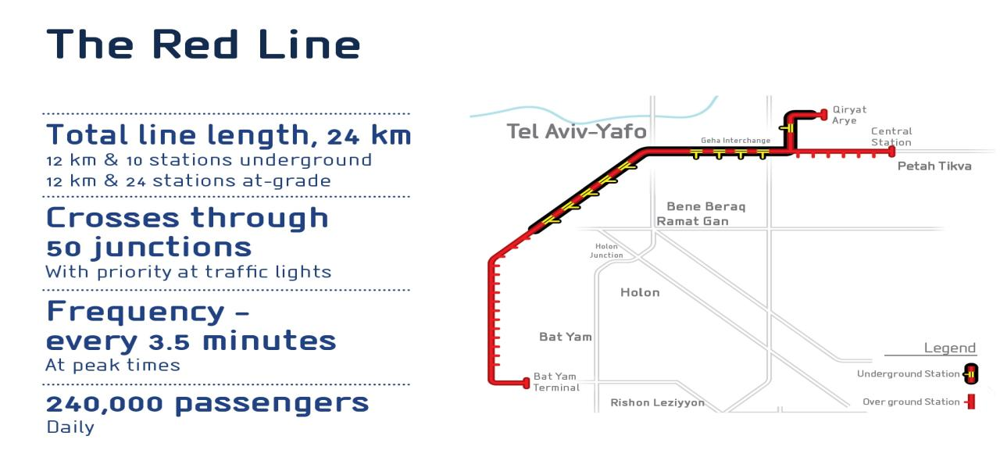 The Red Line
Total line length, 24 km
12 km & 10 stations underground
12 km & 24 stations at-grade
Crosses through
50 junctions
With priority at traffic lights
Frequency –
every 3.5 minutes
At peak times
240,000 passengers
Daily
Tel Aviv-Yafo
Qiryat
Arye
Central
Station
Geha Interchange
Petah Tikva
Bene Beraq
Ramat Gan
Holon
Junction
Holon
Bat Yam
Bat Yam
Terminal
Rishon Leziyyon
Legend
Underground Station
Over ground Station